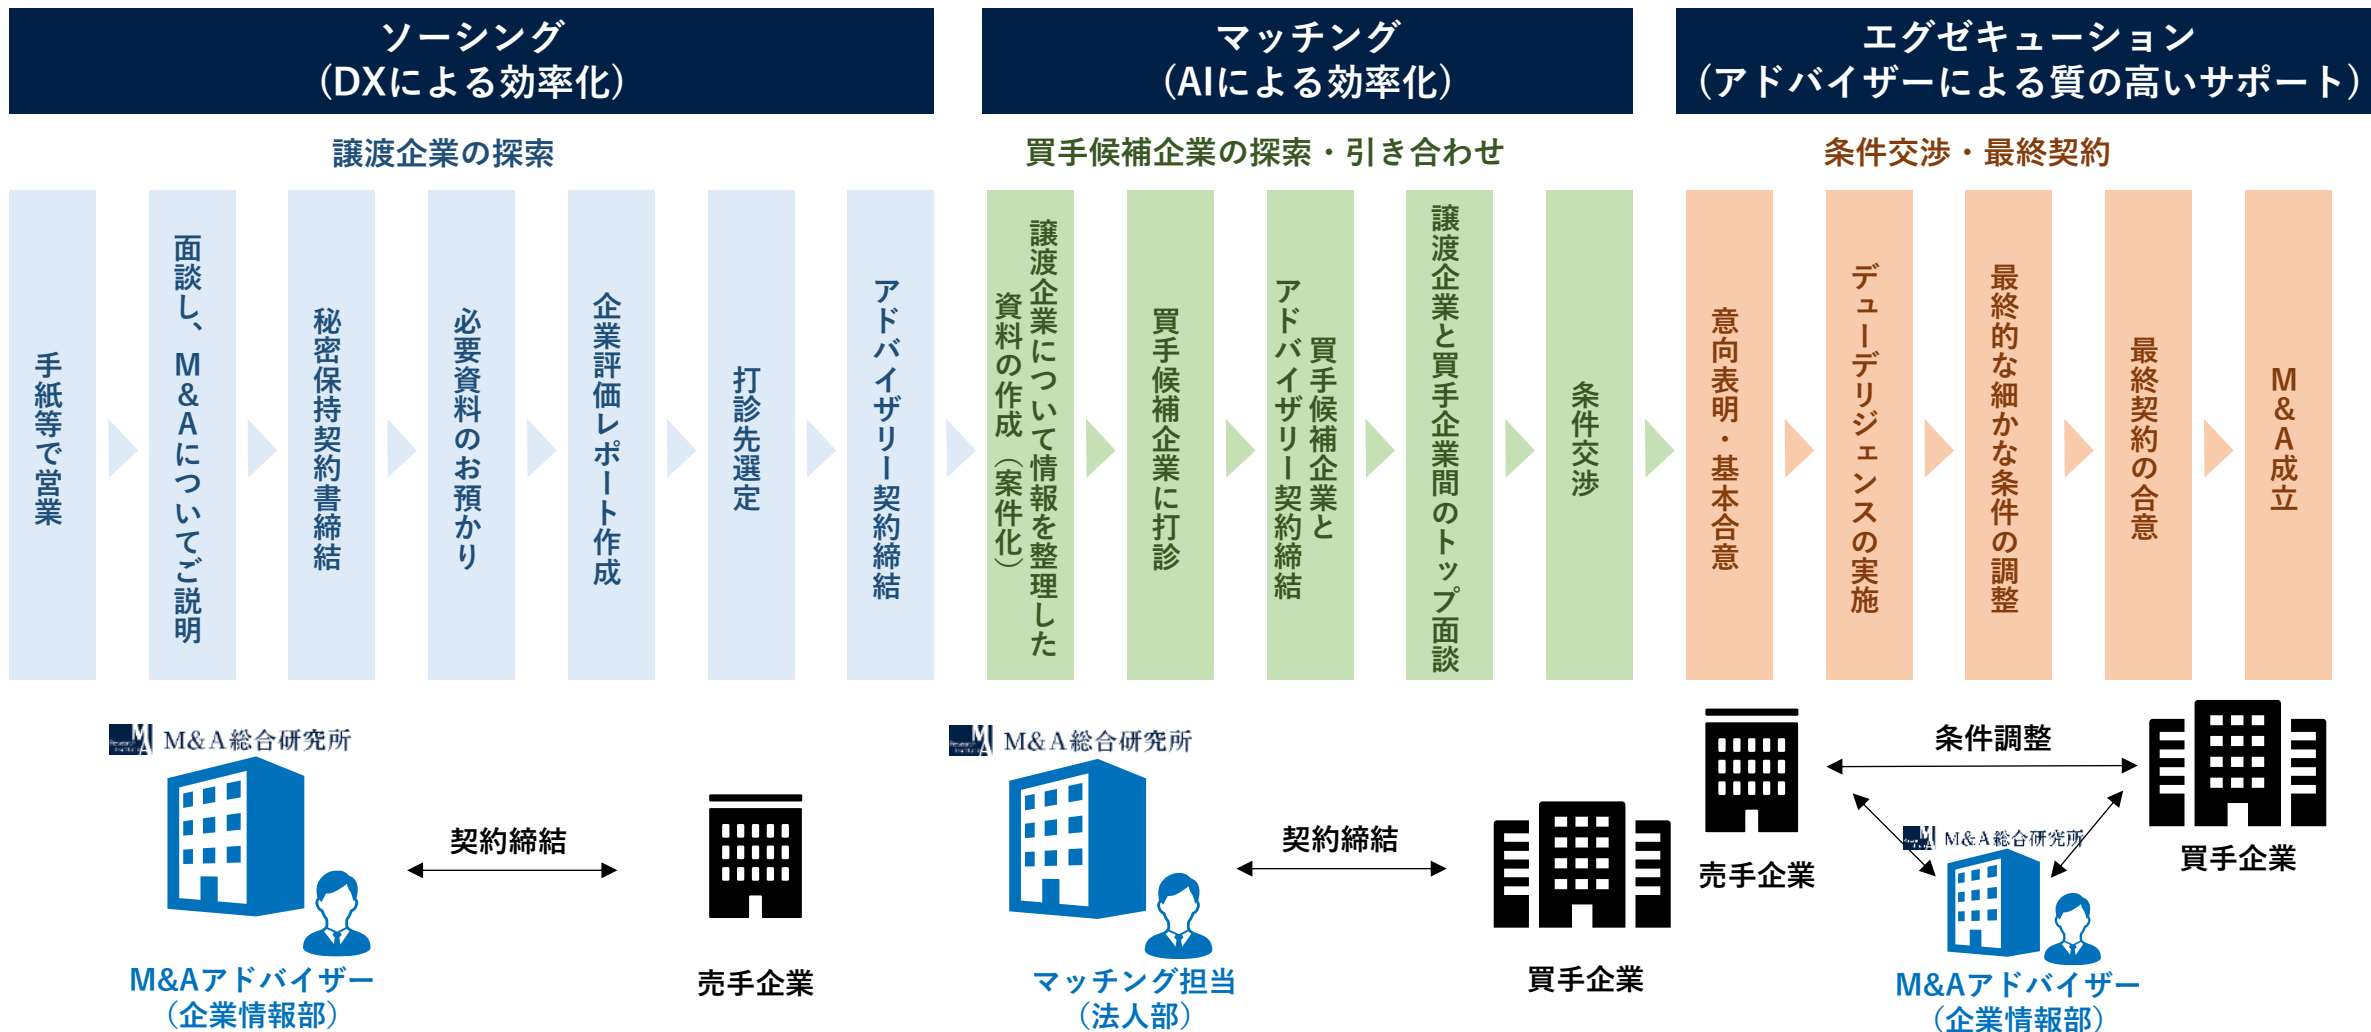 ソーシング
（DXによる効率化）
マッチング
（AIによる効率化）
エグゼキューション
（アドバイザーによる質の高いサポート）
譲渡企業の探索
買手候補企業の探索・引き合わせ
条件交渉・最終契約
手紙等で営業
面談し、M&Aについてご説明
秘密保持契約書締結
必要資料のお預かり
企業評価レポート作成
打診先選定
アドバイザリー契約締結
譲渡企業について情報を整理した
資料の作成（案件化）
買手候補企業に打診
買手候補企業と
アドバイザリー契約締結
譲渡企業と買手企業間のトップ面談
条件交渉
意向表明・基本合意
デューデリジェンスの実施
最終的な細かな条件の調整
最終契約の合意
M&A成立
M&A総合研究所
契約締結
M&Aアドバイザー
（企業情報部）
売手企業
M&A総合研究所
契約締結
マッチング担当
（法人部）
買手企業
条件調整
売手企業
買手企業
M&A総合研究所
M&Aアドバイザー
（企業情報部）